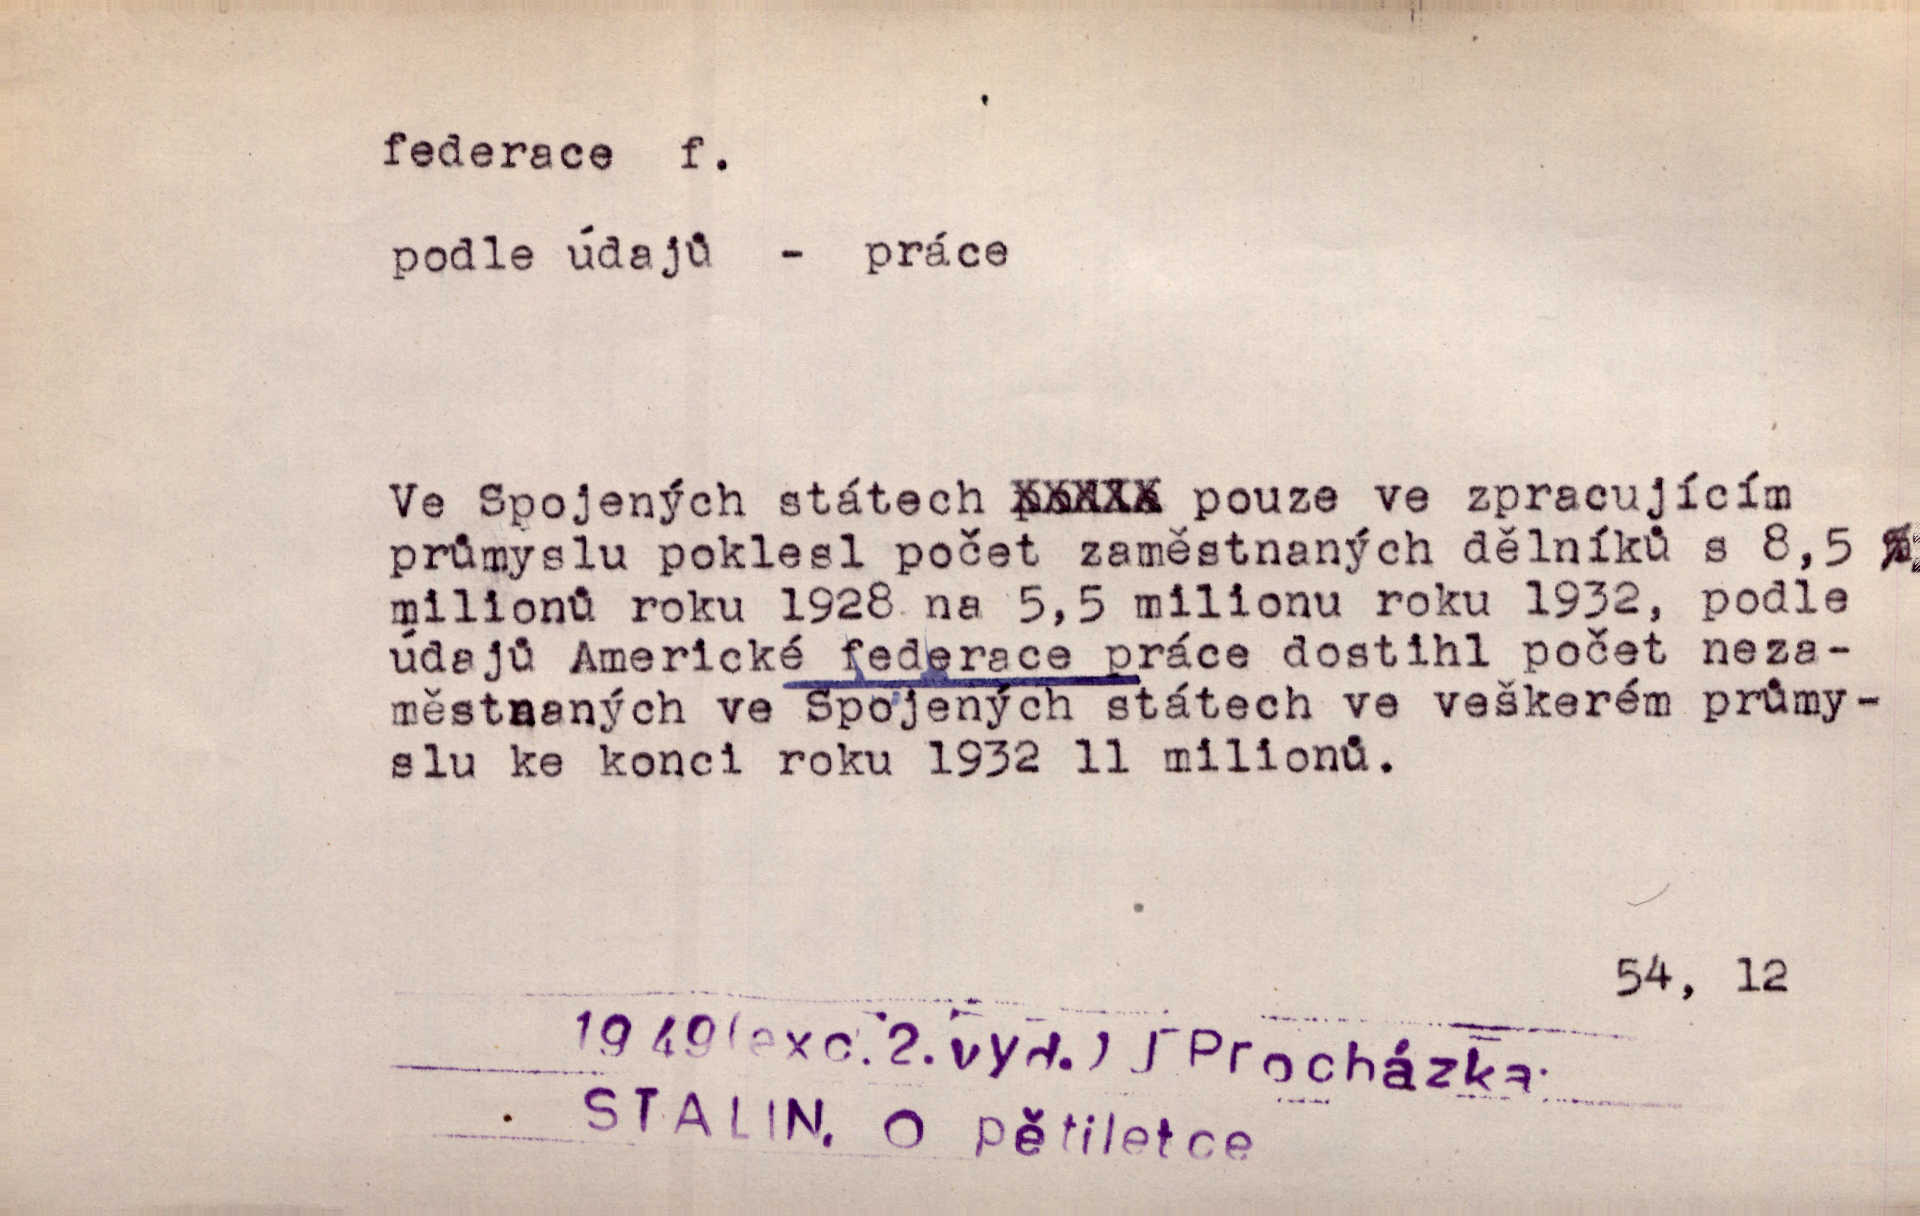 federace f.
podle údajů - práce
Ve Spojených státech pouze ve zpracujícím
průmyslu poklesl počet zaměstnaných dělníků s 8,5
milionů roku 1928 na 5,5 milionu roku 1932, podle
údajů Americké federace práce dostihl počet neza-
městnaných ve Spojených státech ve veškerém průmy-
slu ke konci roku 1932 11 milionů.
54, 12
1949(exc. 2. vyd.) J Procházka.
STALIN. O pětiletce